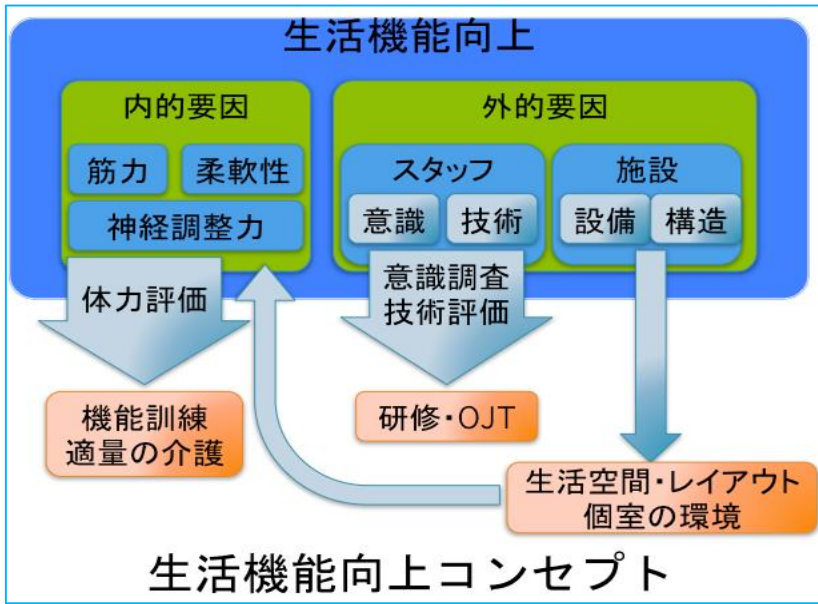 生活機能向上
内的要因
筋力
柔軟性
神経調整力
外的要因
スタッフ
意識
技術
施設
設備
構造
体力評価
意識調査
技術評価
機能訓練
適量の介護
研修・OJT
生活空間・レイアウト
個室の環境
生活機能向上コンセプト